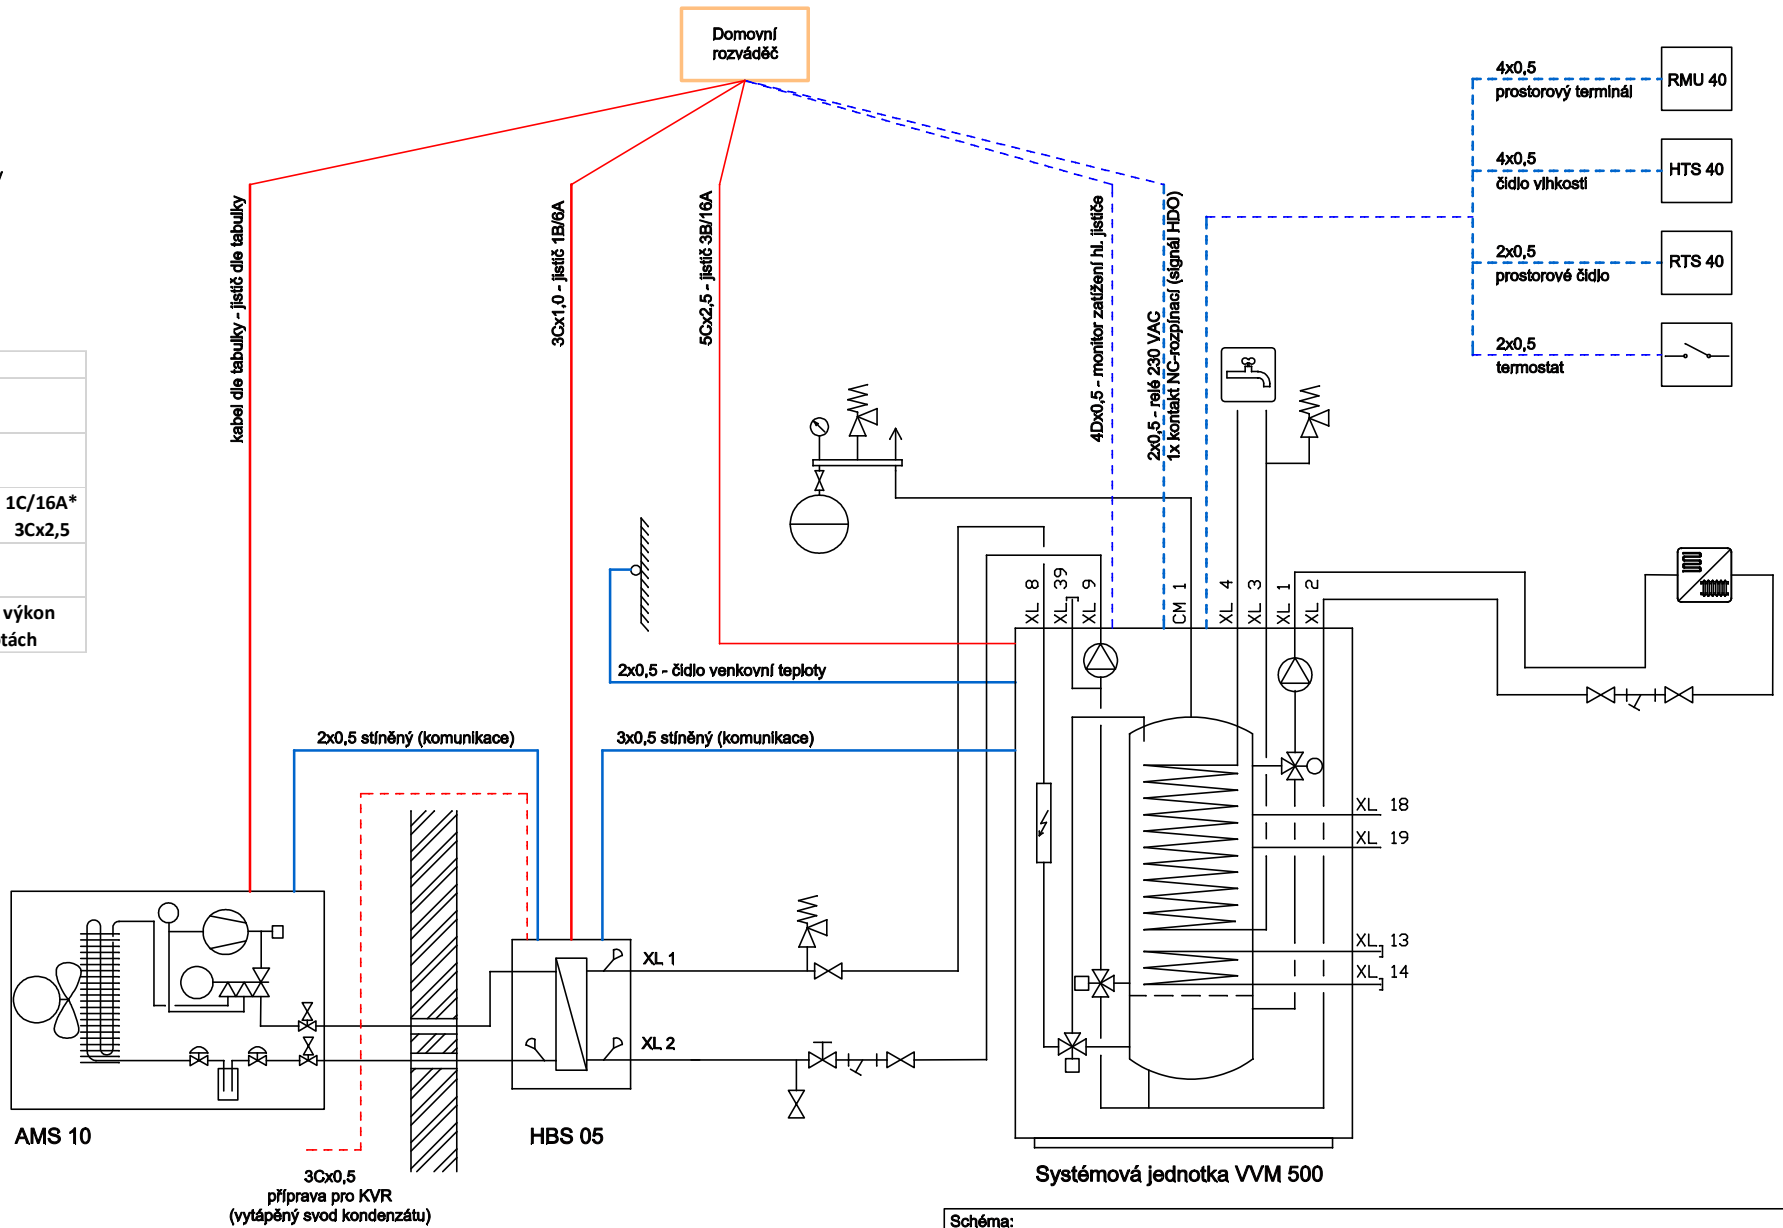 Domovní
rozváděč
4x0,5
prostorový terminál
RMU 40
4x0,5
čidlo vlhkosti
HTS 40
2x0,5
prostorové čidlo
RTS 40
2x0,5
termostat
kabel dle tabulky - jistič dle tabulky
3Cx1,0 - jistič 1B/6A
5Cx2,5 - jistič 3B/16A
4Dx0,5 - monitor zatížení hl. jističe
2x0,5 - relé 230 VAC
1x kontakt NC-rozpínací (signál HDO)
1C/16A*
3Cx2,5
výkon
XL 8
XL 39
XL 9
CM 1
XL 4
XL 3
XL 1
XL 2
2x0,5 - čidlo venkovní teploty
2x0,5 stíněný (komunikace)
3x0,5 stíněný (komunikace)
XL 18
XL 19
XL 13
XL 14
XL 1
XL 2
AMS 10
HBS 05
Systémová jednotka VVM 500
3Cx0,5
příprava pro KVR
(vytápěný svod kondenzátu)
Schéma: